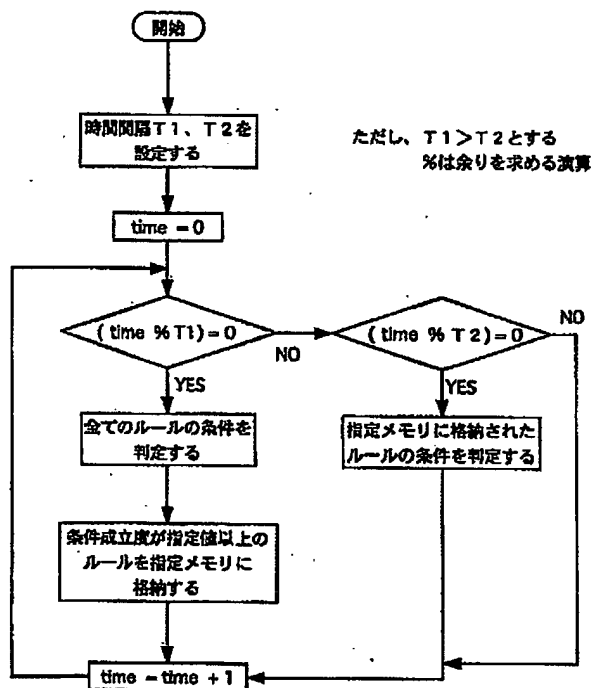 開始
時間間隔T1、T2を
設定する
ただし、T1>T2とする
%は余りを求める演算
time = 0
( time % T1) = 0
NO
YES
( time % T2) = 0
NO
YES
全てのルールの条件を
判定する
指定メモリに格納された
ルールの条件を判定する
条件成立度が指定値以上の
ルールを指定メモリに
格納する
time = time + 1